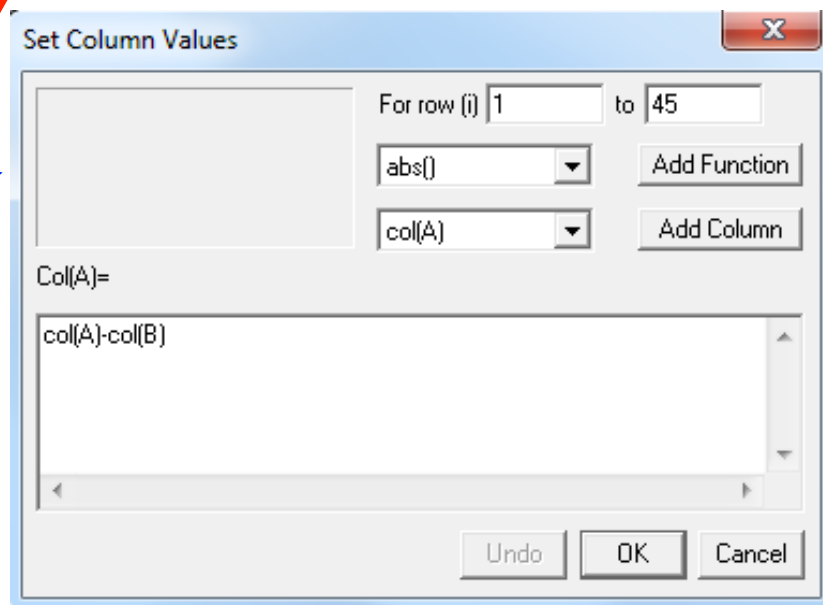 Set Column Values
For row (i) 1 to 45
abs() Add Function
col(A) Add Column
Col(A)=
col(A)-col(B)
Undo OK Cancel